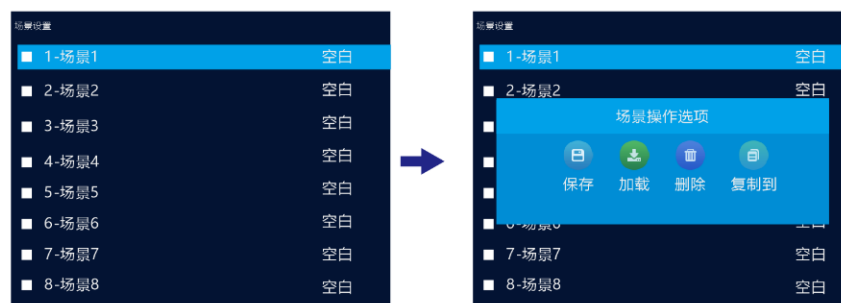 场景设置
1-场景1 空白
2-场景2 空白
3-场景3 空白
4-场景4 空白
5-场景5 空白
6-场景6 空白
7-场景7 空白
8-场景8 空白
场景设置
1-场景1 空白
2-场景2 空白
场景操作选项
保存 加载 删除 复制到
7-场景7 空白
8-场景8 空白